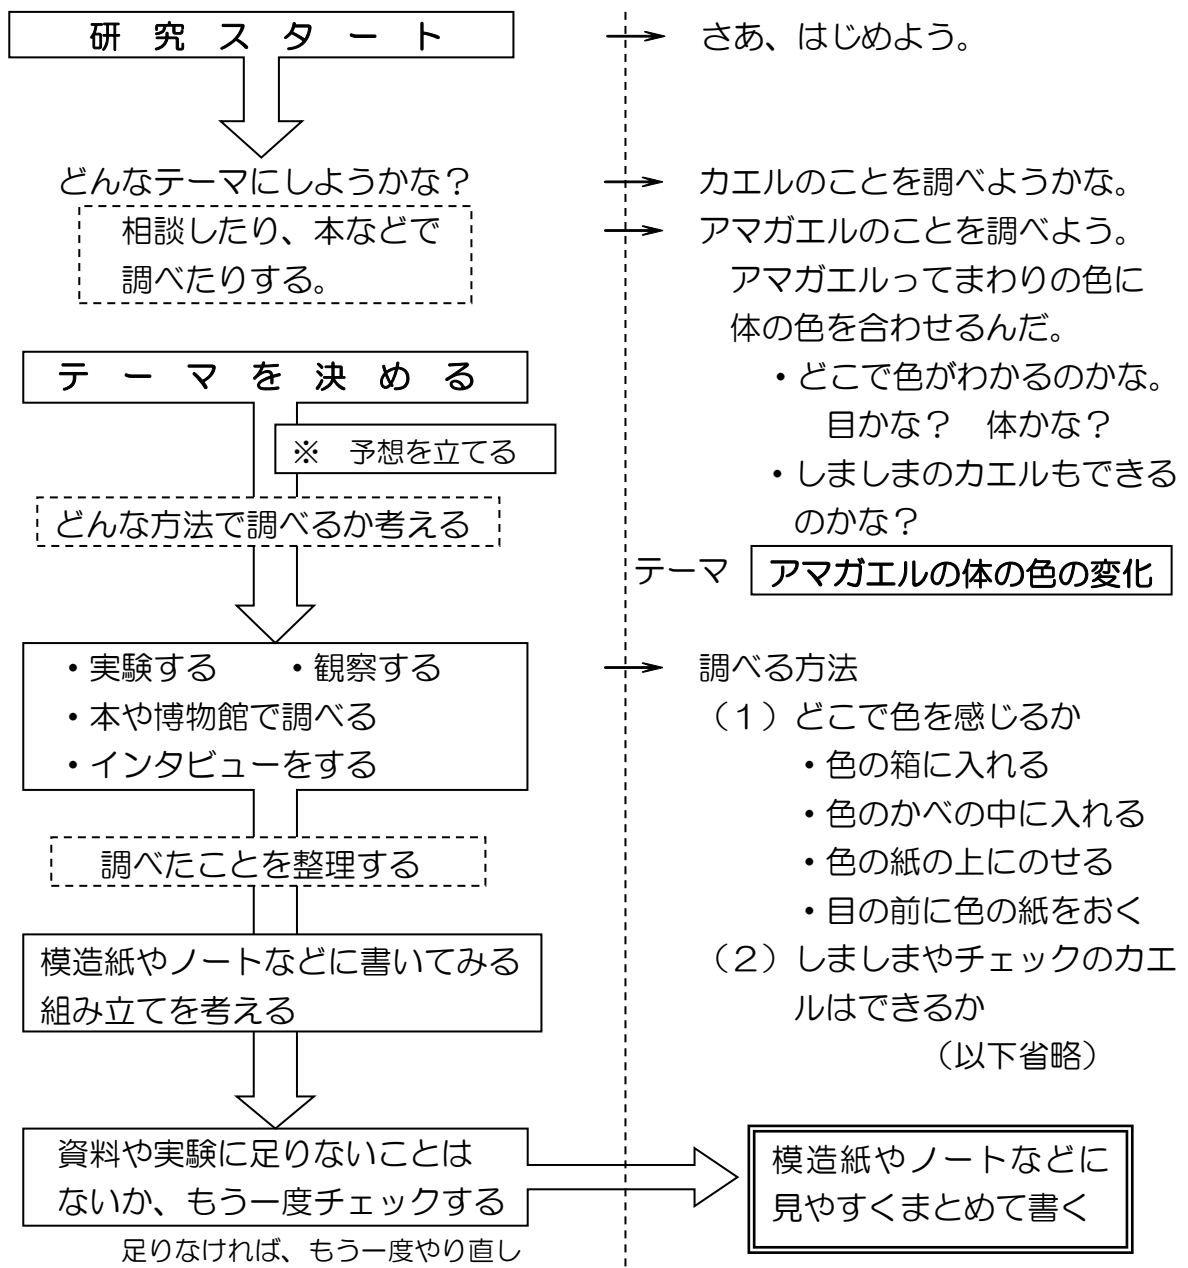 研究スタート
どんなテーマにしようかな？
相談したり、本などで
調べたりする。
テーマを決める
※　予想を立てる
どんな方法で調べるか考える
・実験する　　・観察する
・本や博物館で調べる
・インタビューをする
調べたことを整理する
模造紙やノートなどに書いてみる
組み立てを考える
資料や実験に足りないことは
ないか、もう一度チェックする
足りなければ、もう一度やり直し
さあ、はじめよう。
カエルのことを調べようかな。
アマガエルのことを調べよう。
アマガエルってまわりの色に
体の色を合わせるんだ。
・どこで色がわかるのかな。
目かな？　体かな？
・しましまのカエルもできる
のかな？
テーマ　アマガエルの体の色の変化
調べる方法
（１）どこで色を感じるか
・色の箱に入れる
・色のかべの中に入れる
・色の紙の上にのせる
・目の前に色の紙をおく
（２）しましまやチェックのカエ
ルはできるか
（以下省略）
模造紙やノートなどに
見やすくまとめて書く